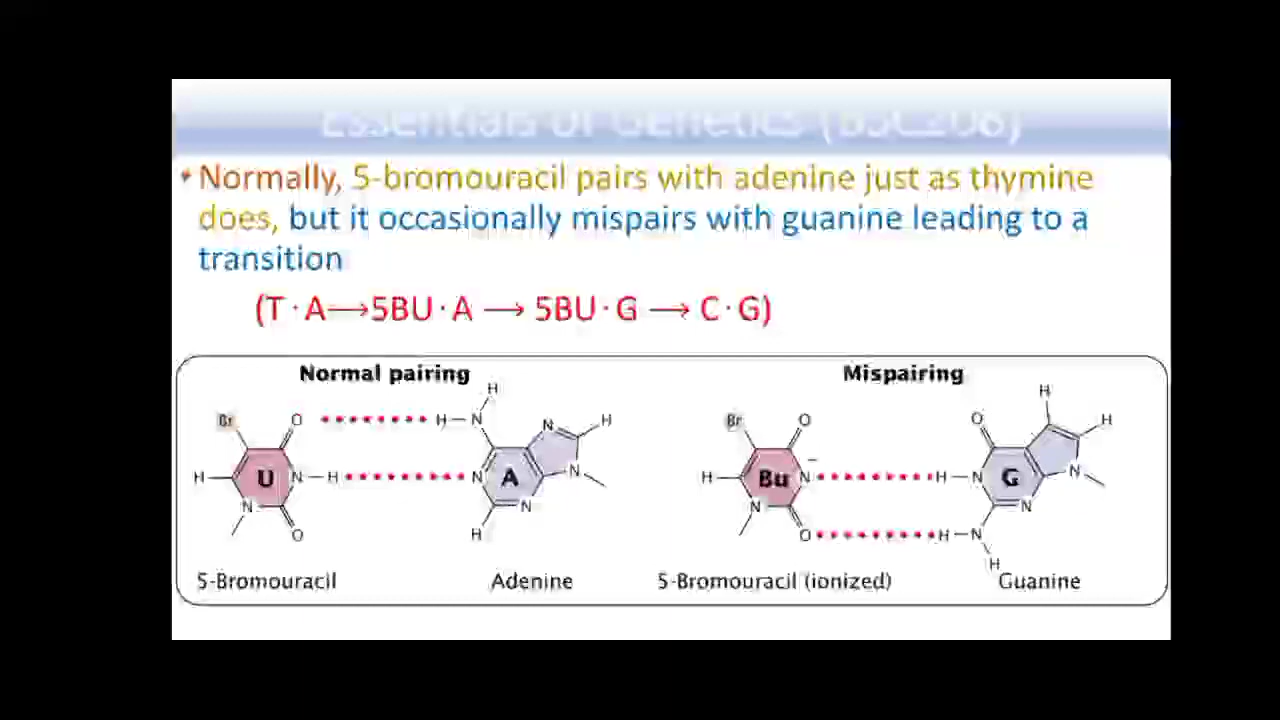 Essentials of Genetics (BSC208)
• Normally, 5-bromouracil pairs with adenine just as thymine
does, but it occasionally mispairs with guanine leading to a
transition
(T · A⟶5BU · A ⟶ 5BU · G ⟶ C · G)
Normal pairing
Mispairing
H
Br O H – N N H
H U N – H N A N
N O H N
5-Bromouracil Adenine
H
Br O O H
H Bu N – H – N G N
N O H – N N
H
5-Bromouracil (ionized) Guanine